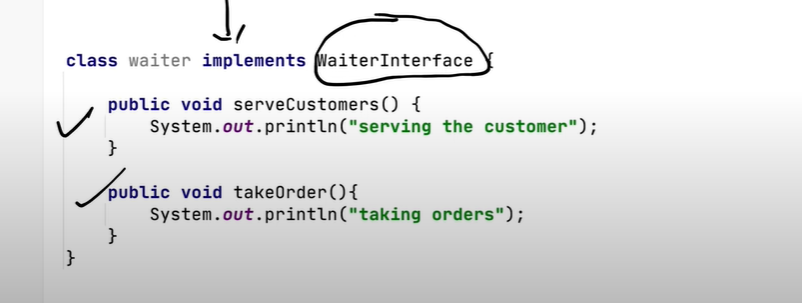 class waiter implements WaiterInterface {
public void serveCustomers() {
System.out.println("serving the customer");
}
public void takeOrder(){
System.out.println("taking orders");
}
}